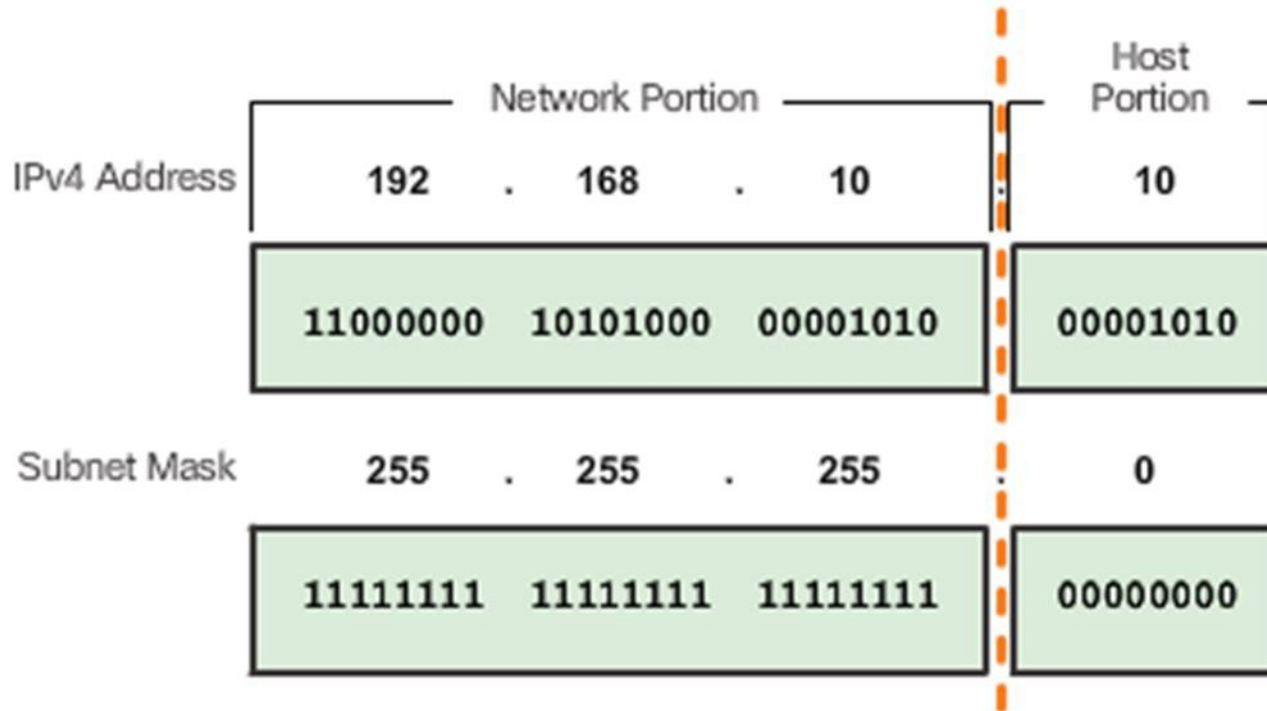 Host
Network Portion Portion
IPv4 Address 192 . 168 . 10 . 10
11000000 10101000 00001010 00001010
Subnet Mask 255 . 255 . 255 . 0
11111111 11111111 11111111 00000000